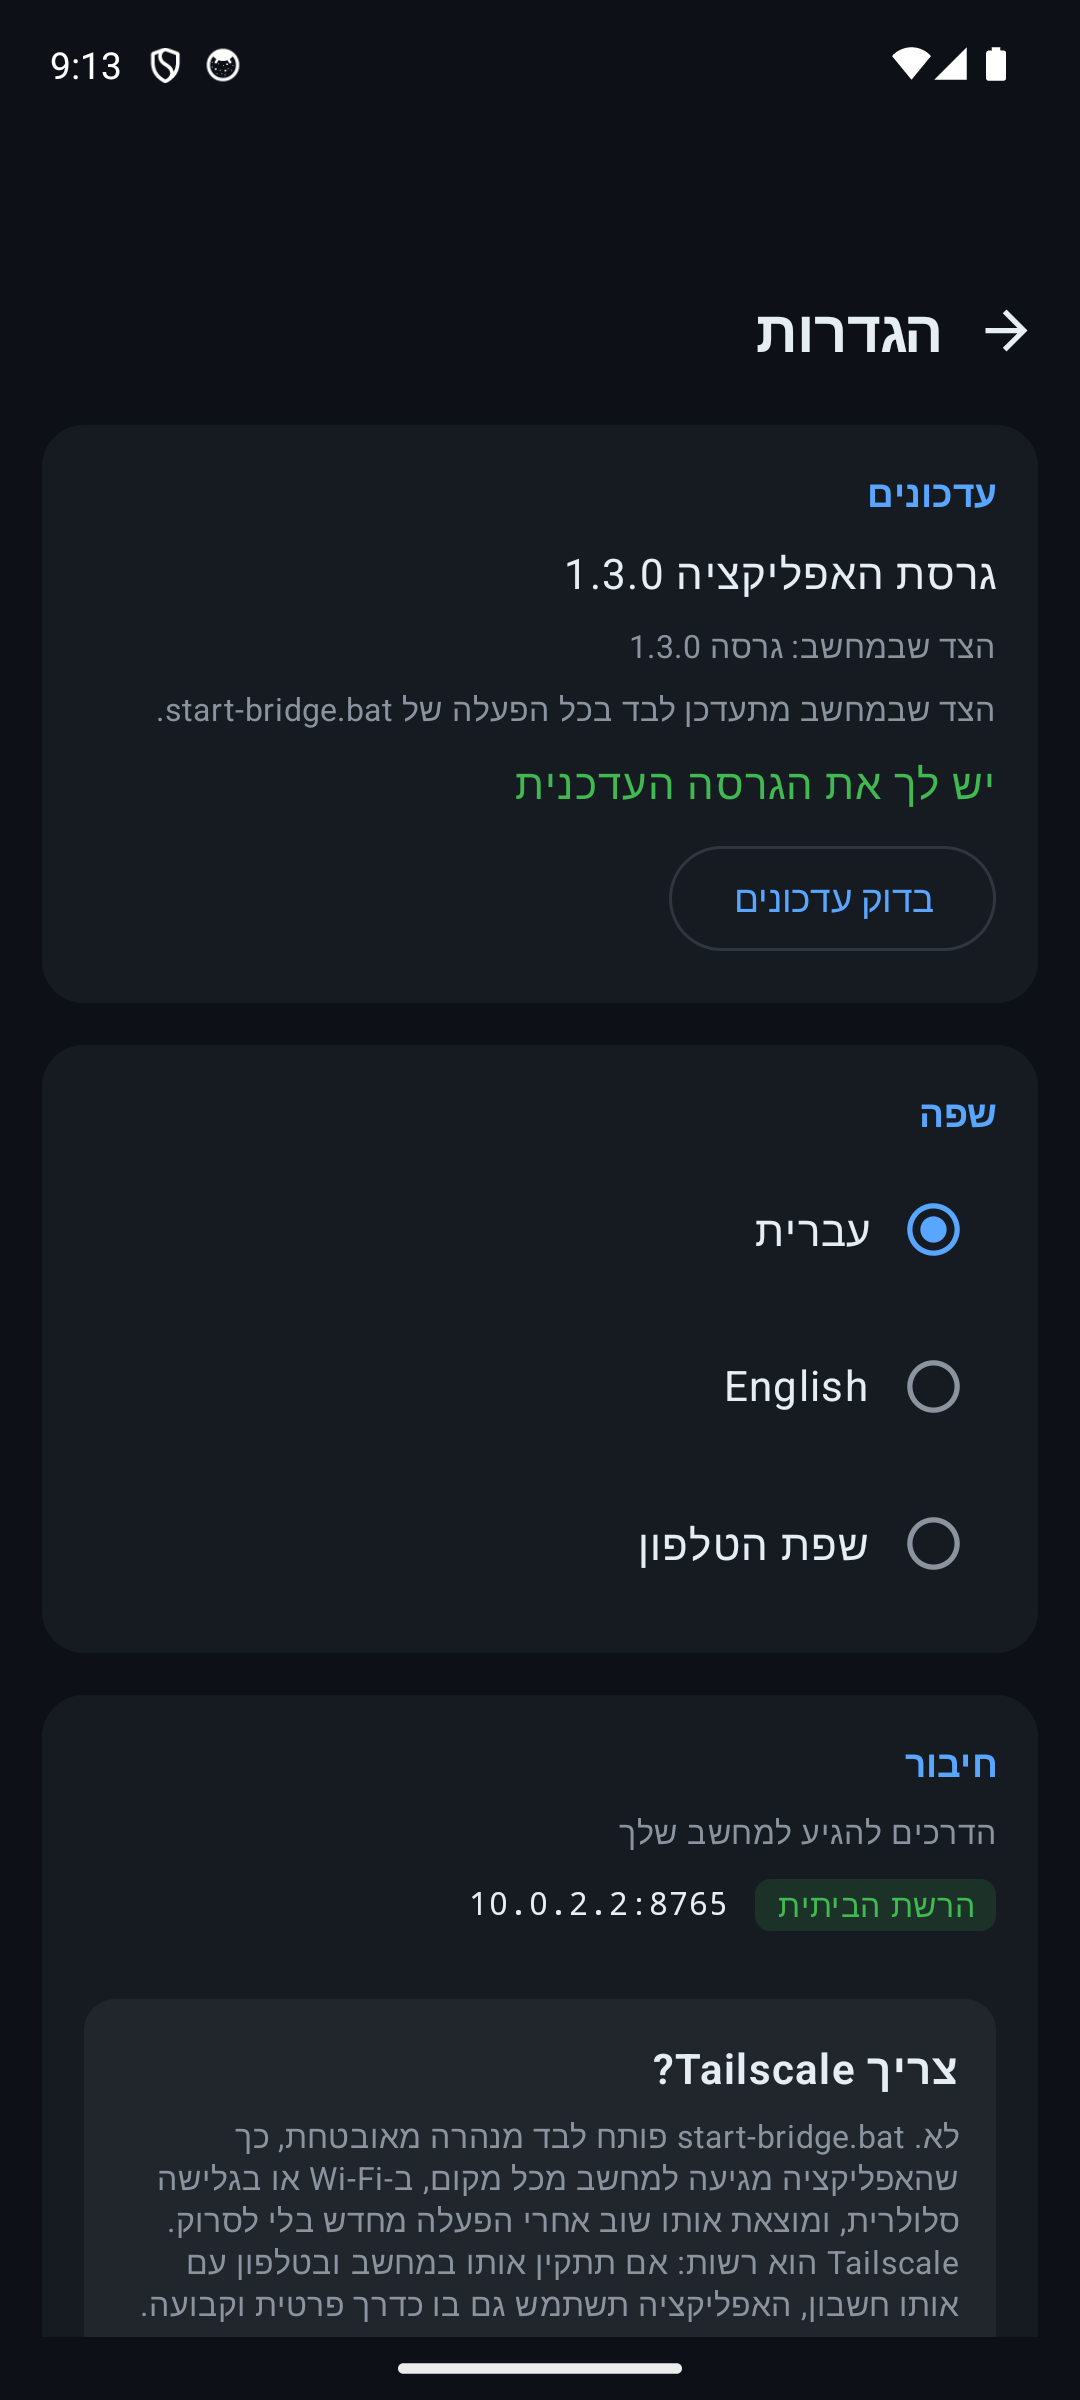 9:13
הגדרות
עדכונים
גרסת האפליקציה 1.3.0
הצד שבמחשב: גרסה 1.3.0
הצד שבמחשב מתעדכן לבד בכל הפעלה של start-bridge.bat.
יש לך את הגרסה העדכנית
בדוק עדכונים
שפה
עברית
English
שפת הטלפון
חיבור
הדרכים להגיע למחשב שלך
הרשת הביתית 10.0.2.2:8765
צריך Tailscale?
לא. start-bridge.bat פותח לבד מנהרה מאובטחת, כך
שהאפליקציה מגיעה למחשב מכל מקום, ב-Wi-Fi או בגלישה
סלולרית, ומוצאת אותו שוב אחרי הפעלה מחדש בלי לסרוק.
Tailscale הוא רשות: אם תתקין אותו במחשב ובטלפון עם
אותו חשבון, האפליקציה תשתמש גם בו כדרך פרטית וקבועה.